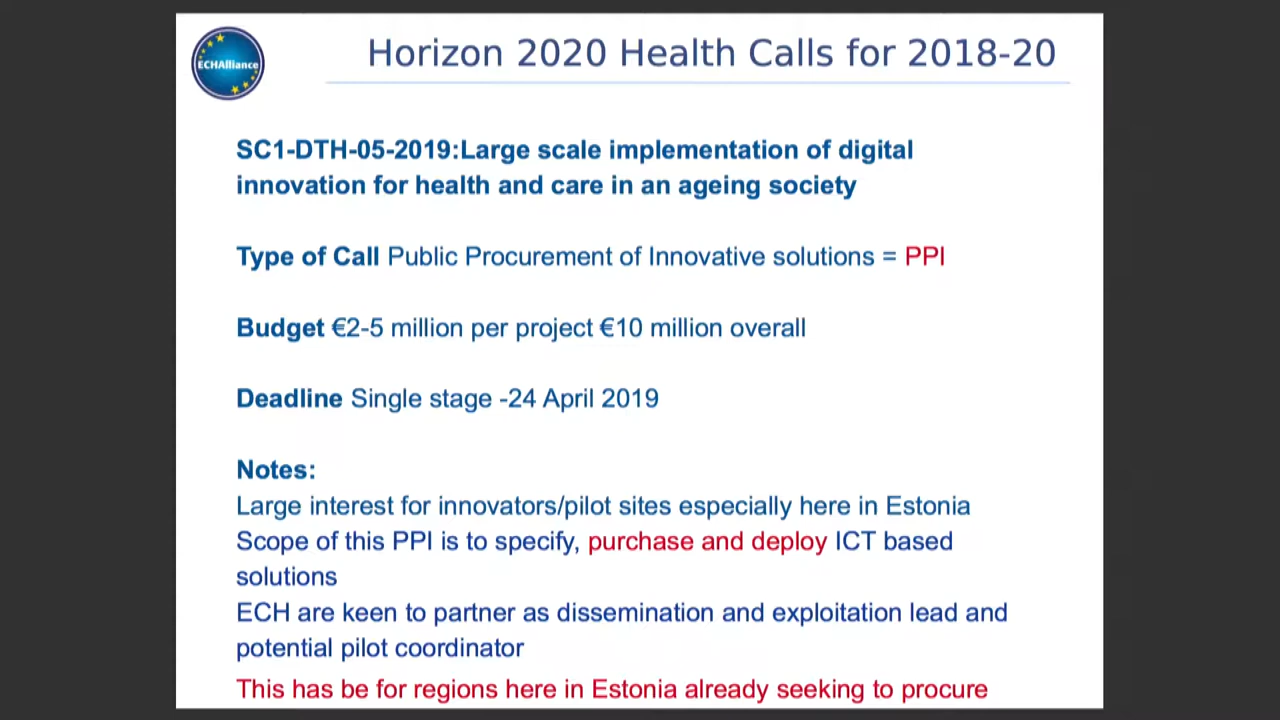 ECHAlliance
Horizon 2020 Health Calls for 2018-20
SC1-DTH-05-2019:Large scale implementation of digital
innovation for health and care in an ageing society
Type of Call Public Procurement of Innovative solutions = PPI
Budget €2-5 million per project €10 million overall
Deadline Single stage -24 April 2019
Notes:
Large interest for innovators/pilot sites especially here in Estonia
Scope of this PPI is to specify, purchase and deploy ICT based
solutions
ECH are keen to partner as dissemination and exploitation lead and
potential pilot coordinator
This has be for regions here in Estonia already seeking to procure